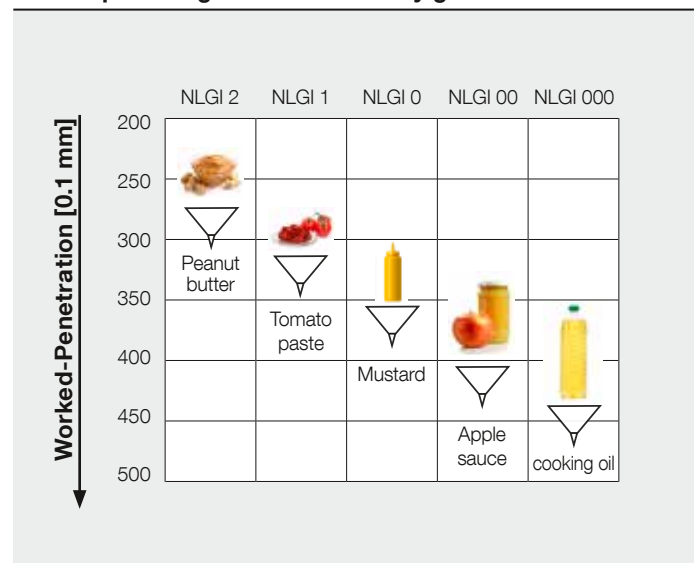 NLGI 2 NLGI 1 NLGI 0 NLGI 00 NLGI 000
Worked-Penetration [0.1 mm]
200
250
300
350
400
450
500
Peanut
butter
Tomato
paste
Mustard
Apple
sauce
cooking oil